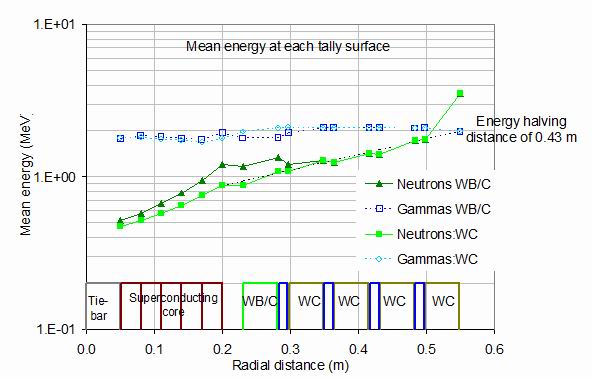 1.E+01
Mean energy at each tally surface
Mean energy (MeV)
Energy halving
distance of 0.43 m
1.E+00
Neutrons WB/C
Gammas WB/C
Neutrons:WC
Gammas:WC
Tie-
bar
Superconducting
core
WB/C
WC
WC
WC
WC
1.E-01
0.0
0.1
0.2
0.3
0.4
0.5
0.6
Radial distance (m)